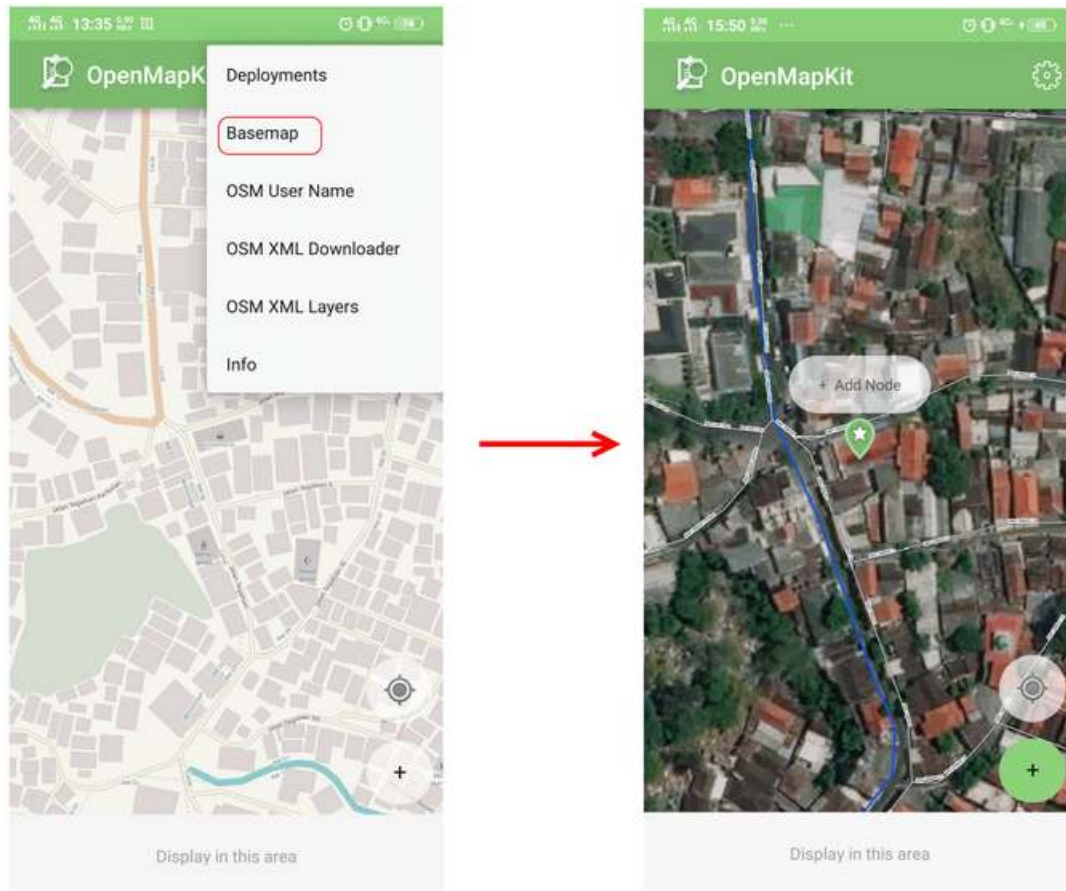 13:35
OpenMapK
Deployments
Basemap
OSM User Name
OSM XML Downloader
OSM XML Layers
Info
Display in this area
15:50
OpenMapKit
+ Add Node
Display in this area